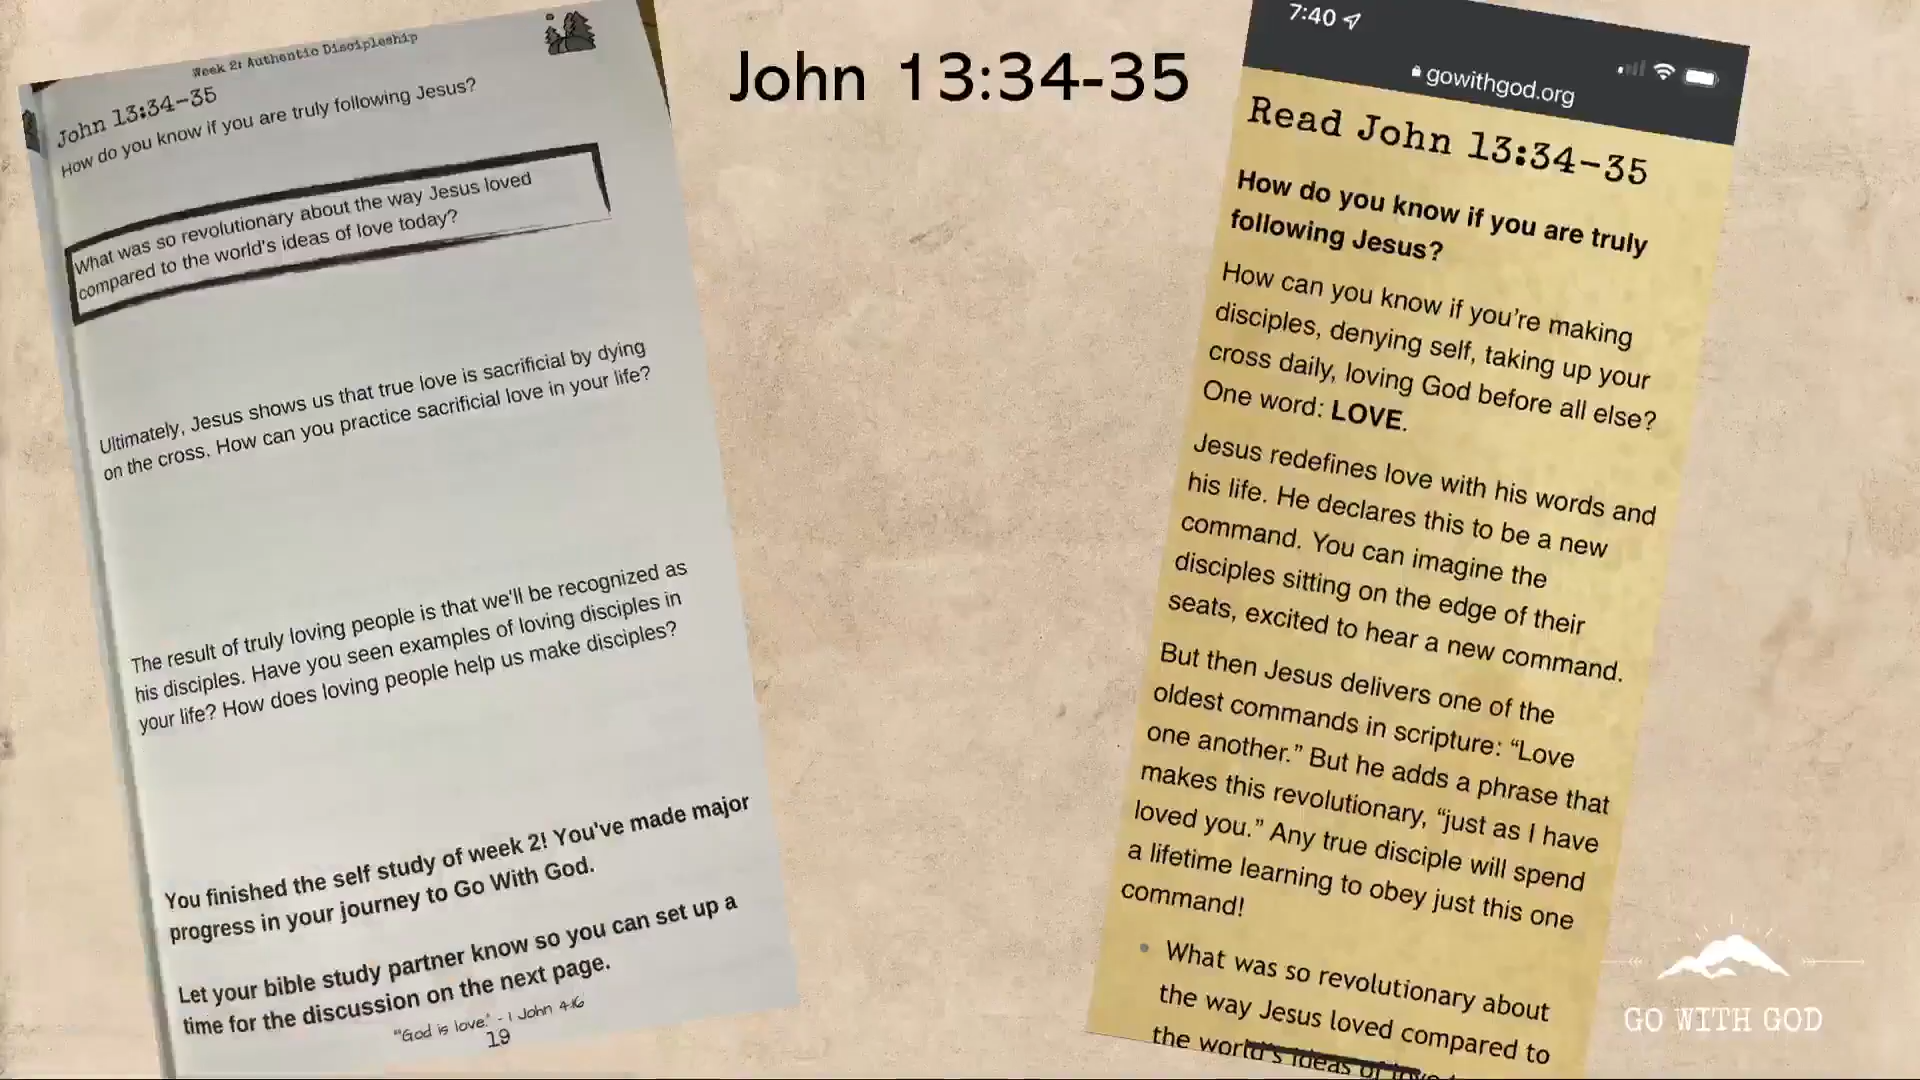 Week 2: Authentic Discipleship
John 13:34-35
How do you know if you are truly following Jesus?
What was so revolutionary about the way Jesus loved
compared to the world's ideas of love today?
Ultimately, Jesus shows us that true love is sacrificial by dying
on the cross. How can you practice sacrificial love in your life?
The result of truly loving people is that we'll be recognized as
his disciples. Have you seen examples of loving disciples in
your life? How does loving people help us make disciples?
You finished the self study of week 2! You've made major
progress in your journey to Go With God.
Let your bible study partner know so you can set up a
time for the discussion on the next page.
"God is love." - 1 John 4:16
19
John 13:34-35
7:40
gowithgod.org
Read John 13:34-35
How do you know if you are truly
following Jesus?
How can you know if you’re making
disciples, denying self, taking up your
cross daily, loving God before all else?
One word: LOVE.
Jesus redefines love with his words and
his life. He declares this to be a new
command. You can imagine the
disciples sitting on the edge of their
seats, excited to hear a new command.
But then Jesus delivers one of the
oldest commands in scripture: “Love
one another.” But he adds a phrase that
makes this revolutionary, “just as I have
loved you.” Any true disciple will spend
a lifetime learning to obey just this one
command!
• What was so revolutionary about
the way Jesus loved compared to
the world's ideas of love
GO WITH GOD